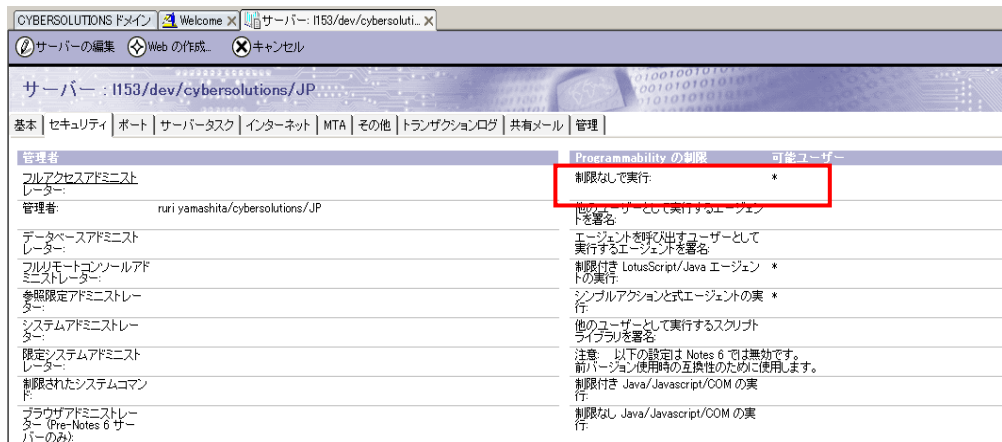 CYBERSOLUTIONS ドメイン Welcome サーバー: l153/dev/cybersoluti...
サーバーの編集 Web の作成... キャンセル
サーバー : l153/dev/cybersolutions/JP
基本 セキュリティ ポート サーバータスク インターネット MTA その他 トランザクションログ 共有メール 管理
管理者
フルアクセスアドミニスト
レーター:
管理者: ruri yamashita/cybersolutions/JP
データベースアドミニスト
レーター:
フルリモートコンソールアド
ミニストレーター:
参照限定アドミニストレー
ター:
システムアドミニストレー
ター:
限定システムアドミニスト
レーター:
制限されたシステムコマン
ド:
ブラウザアドミニストレー
ター (Pre-Notes 6 サー
バーのみ):
Programmability の制限 可能ユーザー
制限なしで実行: *
他のユーザーとして実行するエージェン
トを署名:
エージェントを呼び出すユーザーとして
実行するエージェントを署名:
制限付き LotusScript/Java エージェン *
トの実行:
シンプルアクションと式エージェントの実 *
行:
他のユーザーとして実行するスクリプト
ライブラリを署名:
注意: 以下の設定は Notes 6 では無効です。
前バージョン使用時の互換性のために使用します。
制限付き Java/Javascript/COM の実
行:
制限なし Java/Javascript/COM の実
行: